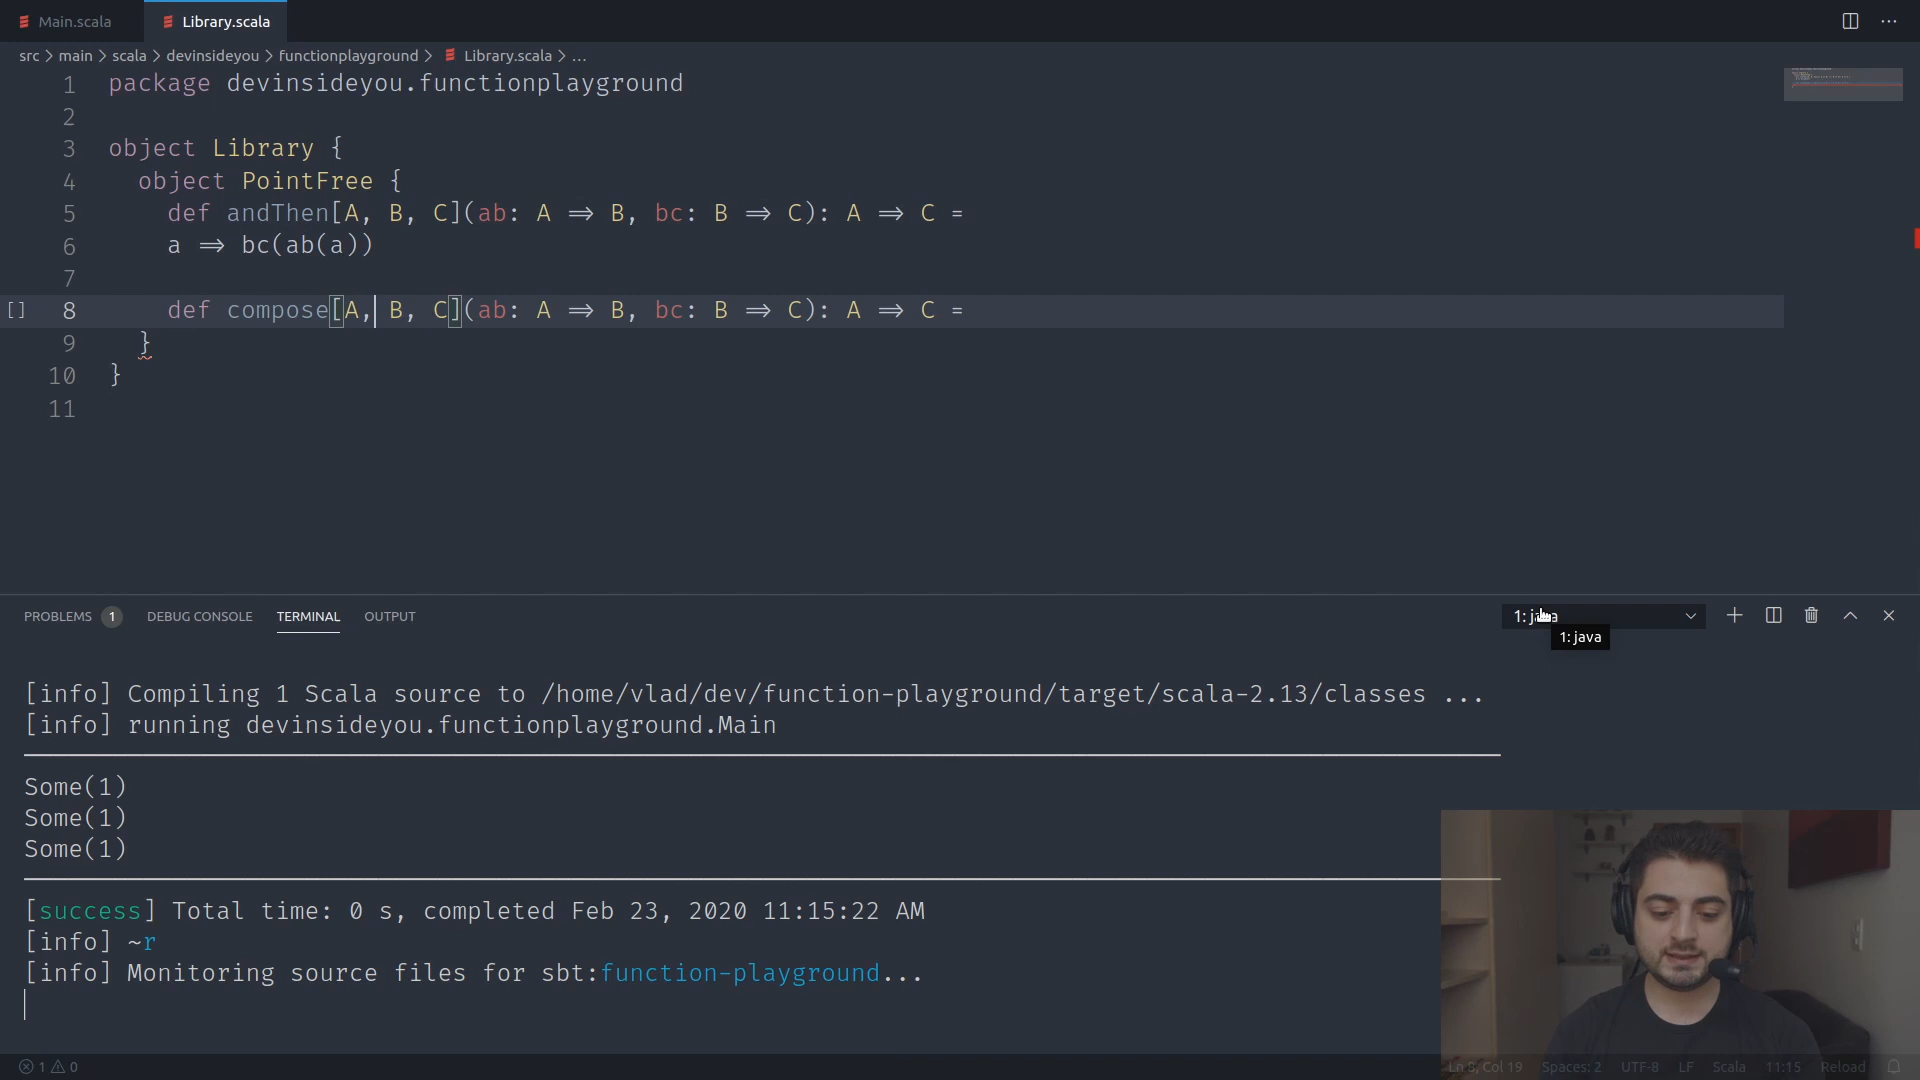 Main.scala
Library.scala
src > main > scala > devinsideyou > functionplayground > Library.scala > ...
1 package devinsideyou.functionplayground
2
3 object Library {
4 object PointFree {
5 def andThen[A, B, C](ab: A ⇒ B, bc: B ⇒ C): A ⇒ C =
6 a ⇒ bc(ab(a))
7
[] 8 def compose[A, B, C](ab: A ⇒ B, bc: B ⇒ C): A ⇒ C =
9 }
10 }
11
PROBLEMS 1 DEBUG CONSOLE TERMINAL OUTPUT
1: java
1: java
[info] Compiling 1 Scala source to /home/vlad/dev/function-playground/target/scala-2.13/classes ...
[info] running devinsideyou.functionplayground.Main
Some(1)
Some(1)
Some(1)
[success] Total time: 0 s, completed Feb 23, 2020 11:15:22 AM
[info] ~r
[info] Monitoring source files for sbt:function-playground...
1 0
Ln 8, Col 19 Spaces: 2 UTF-8 LF Scala 11:15 Reload